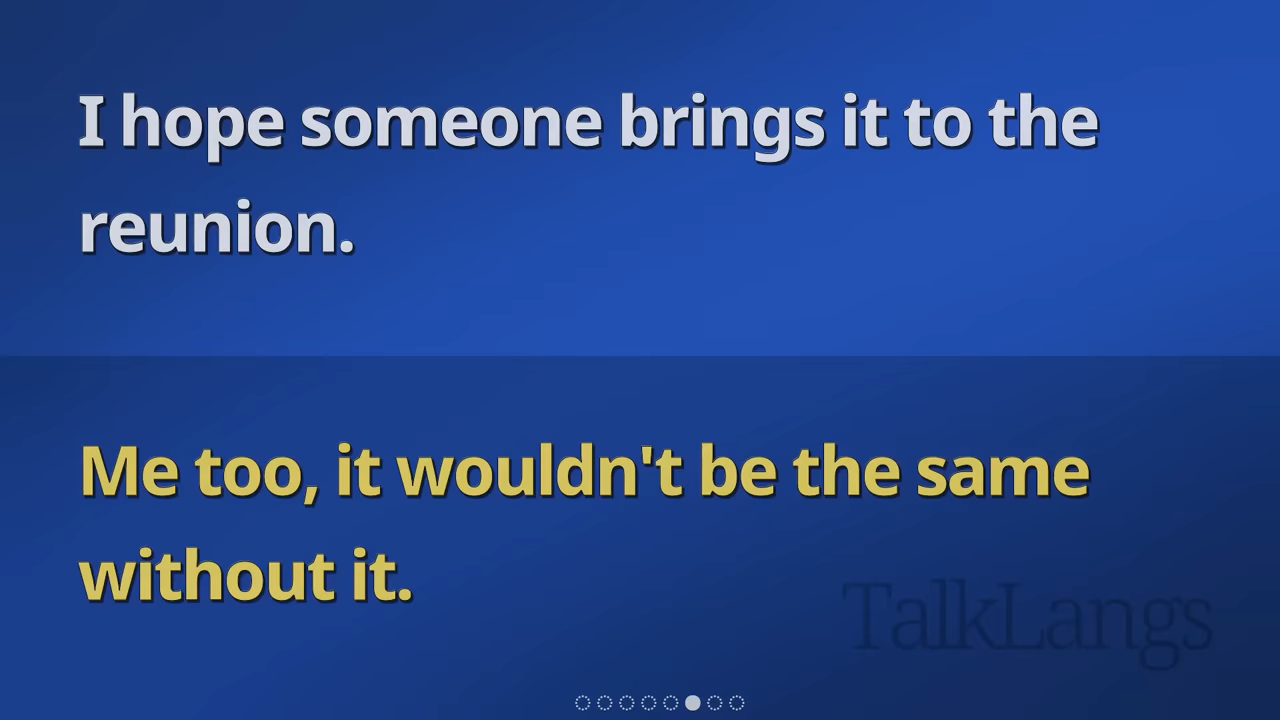 I hope someone brings it to the
reunion.
Me too, it wouldn't be the same
without it.
TalkLangs